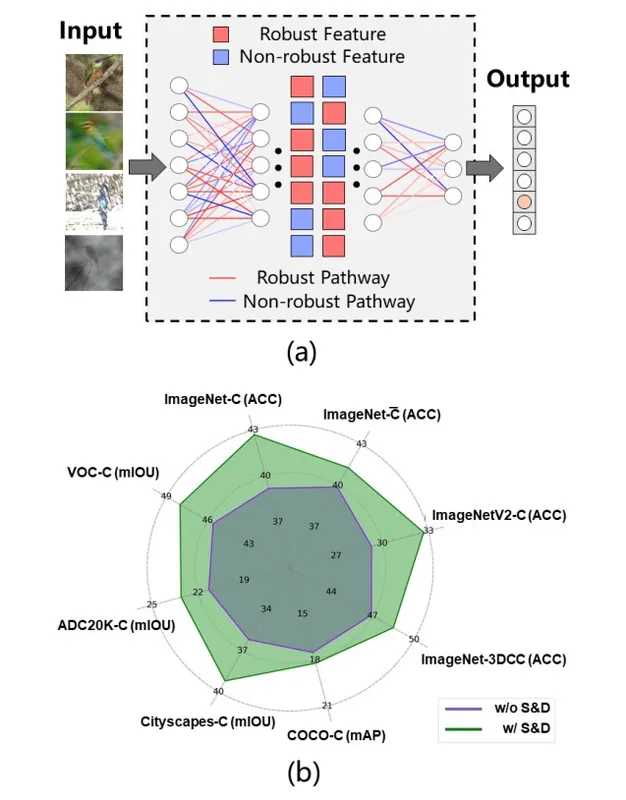 Input
Robust Feature
Non-robust Feature
Output
Robust Pathway
Non-robust Pathway
(a)
ImageNet-C (ACC)
ImageNet-C̅ (ACC)
43
43
VOC-C (mIOU)
49
40
40
46
37
37
ImageNetV2-C (ACC)
33
30
43
27
19
44
22
25
34
15
47
ADC20K-C (mIOU)
50
37
18
ImageNet-3DCC (ACC)
40
21
Cityscapes-C (mIOU)
COCO-C (mAP)
w/o S&D
w/ S&D
(b)